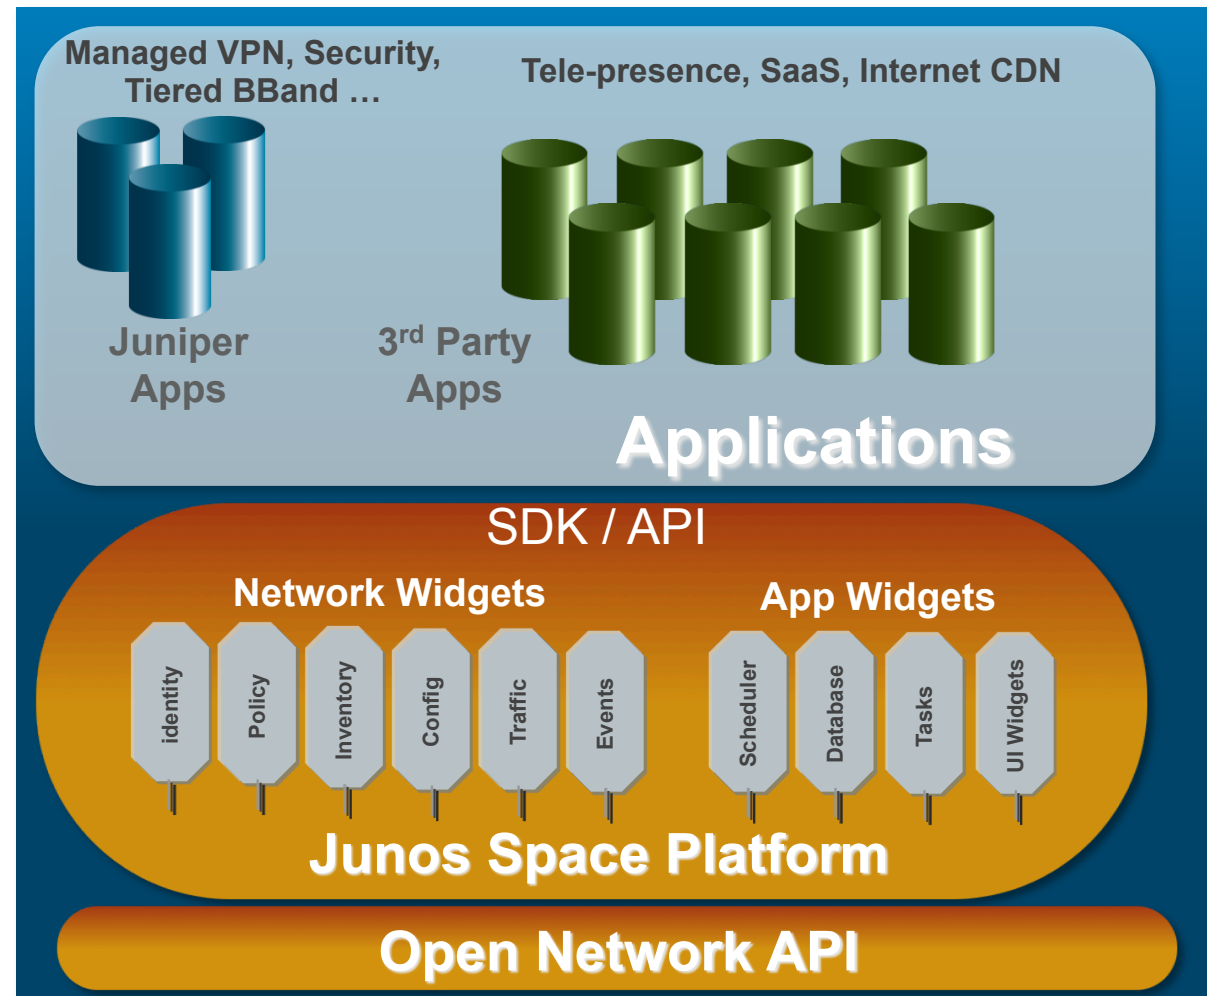 Managed VPN, Security,
Tiered BBand …
Tele-presence, SaaS, Internet CDN
Juniper
Apps
3rd Party
Apps
Applications
SDK / API
Network Widgets
App Widgets
identity
Policy
Inventory
Config
Traffic
Events
Scheduler
Database
Tasks
UI Widgets
Junos Space Platform
Open Network API